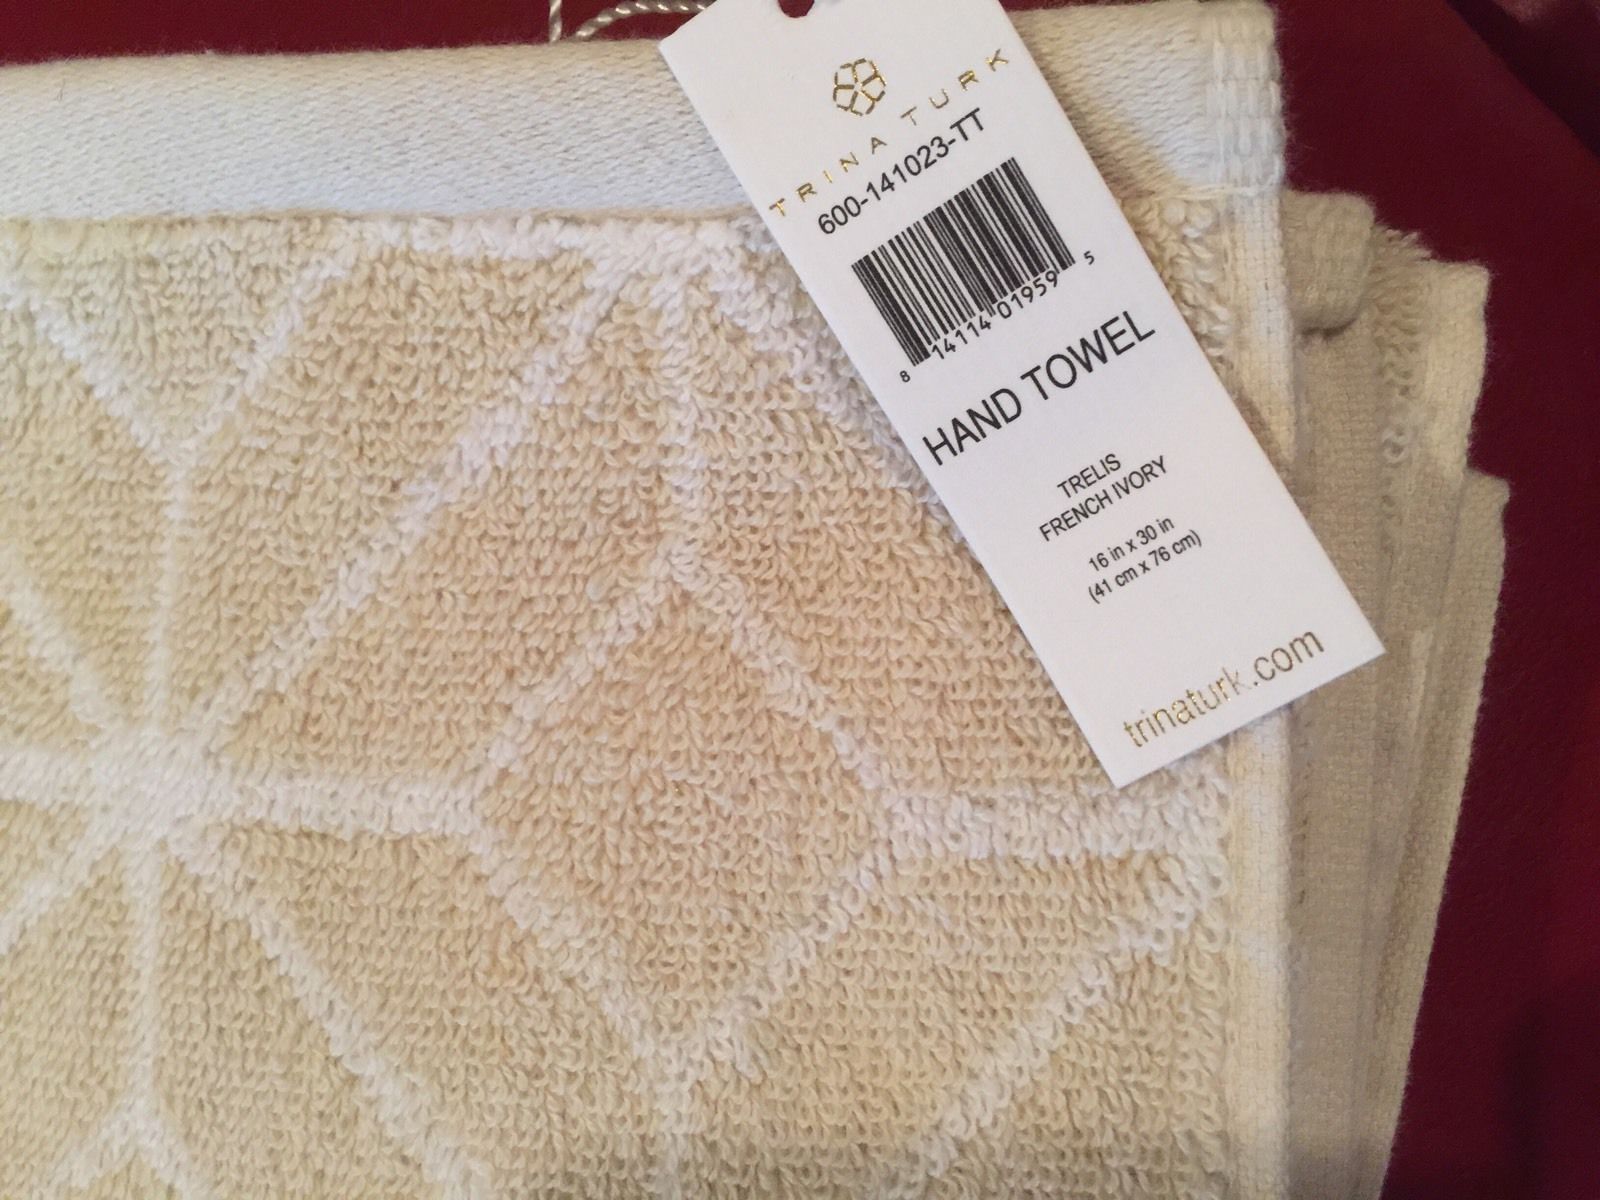 TRINA TURK
600-141023-TT
8 14114 01959 5
HAND TOWEL
TRELIS
FRENCH IVORY
16 in x 30 in
(41 cm x 76 cm)
trinaturk.com